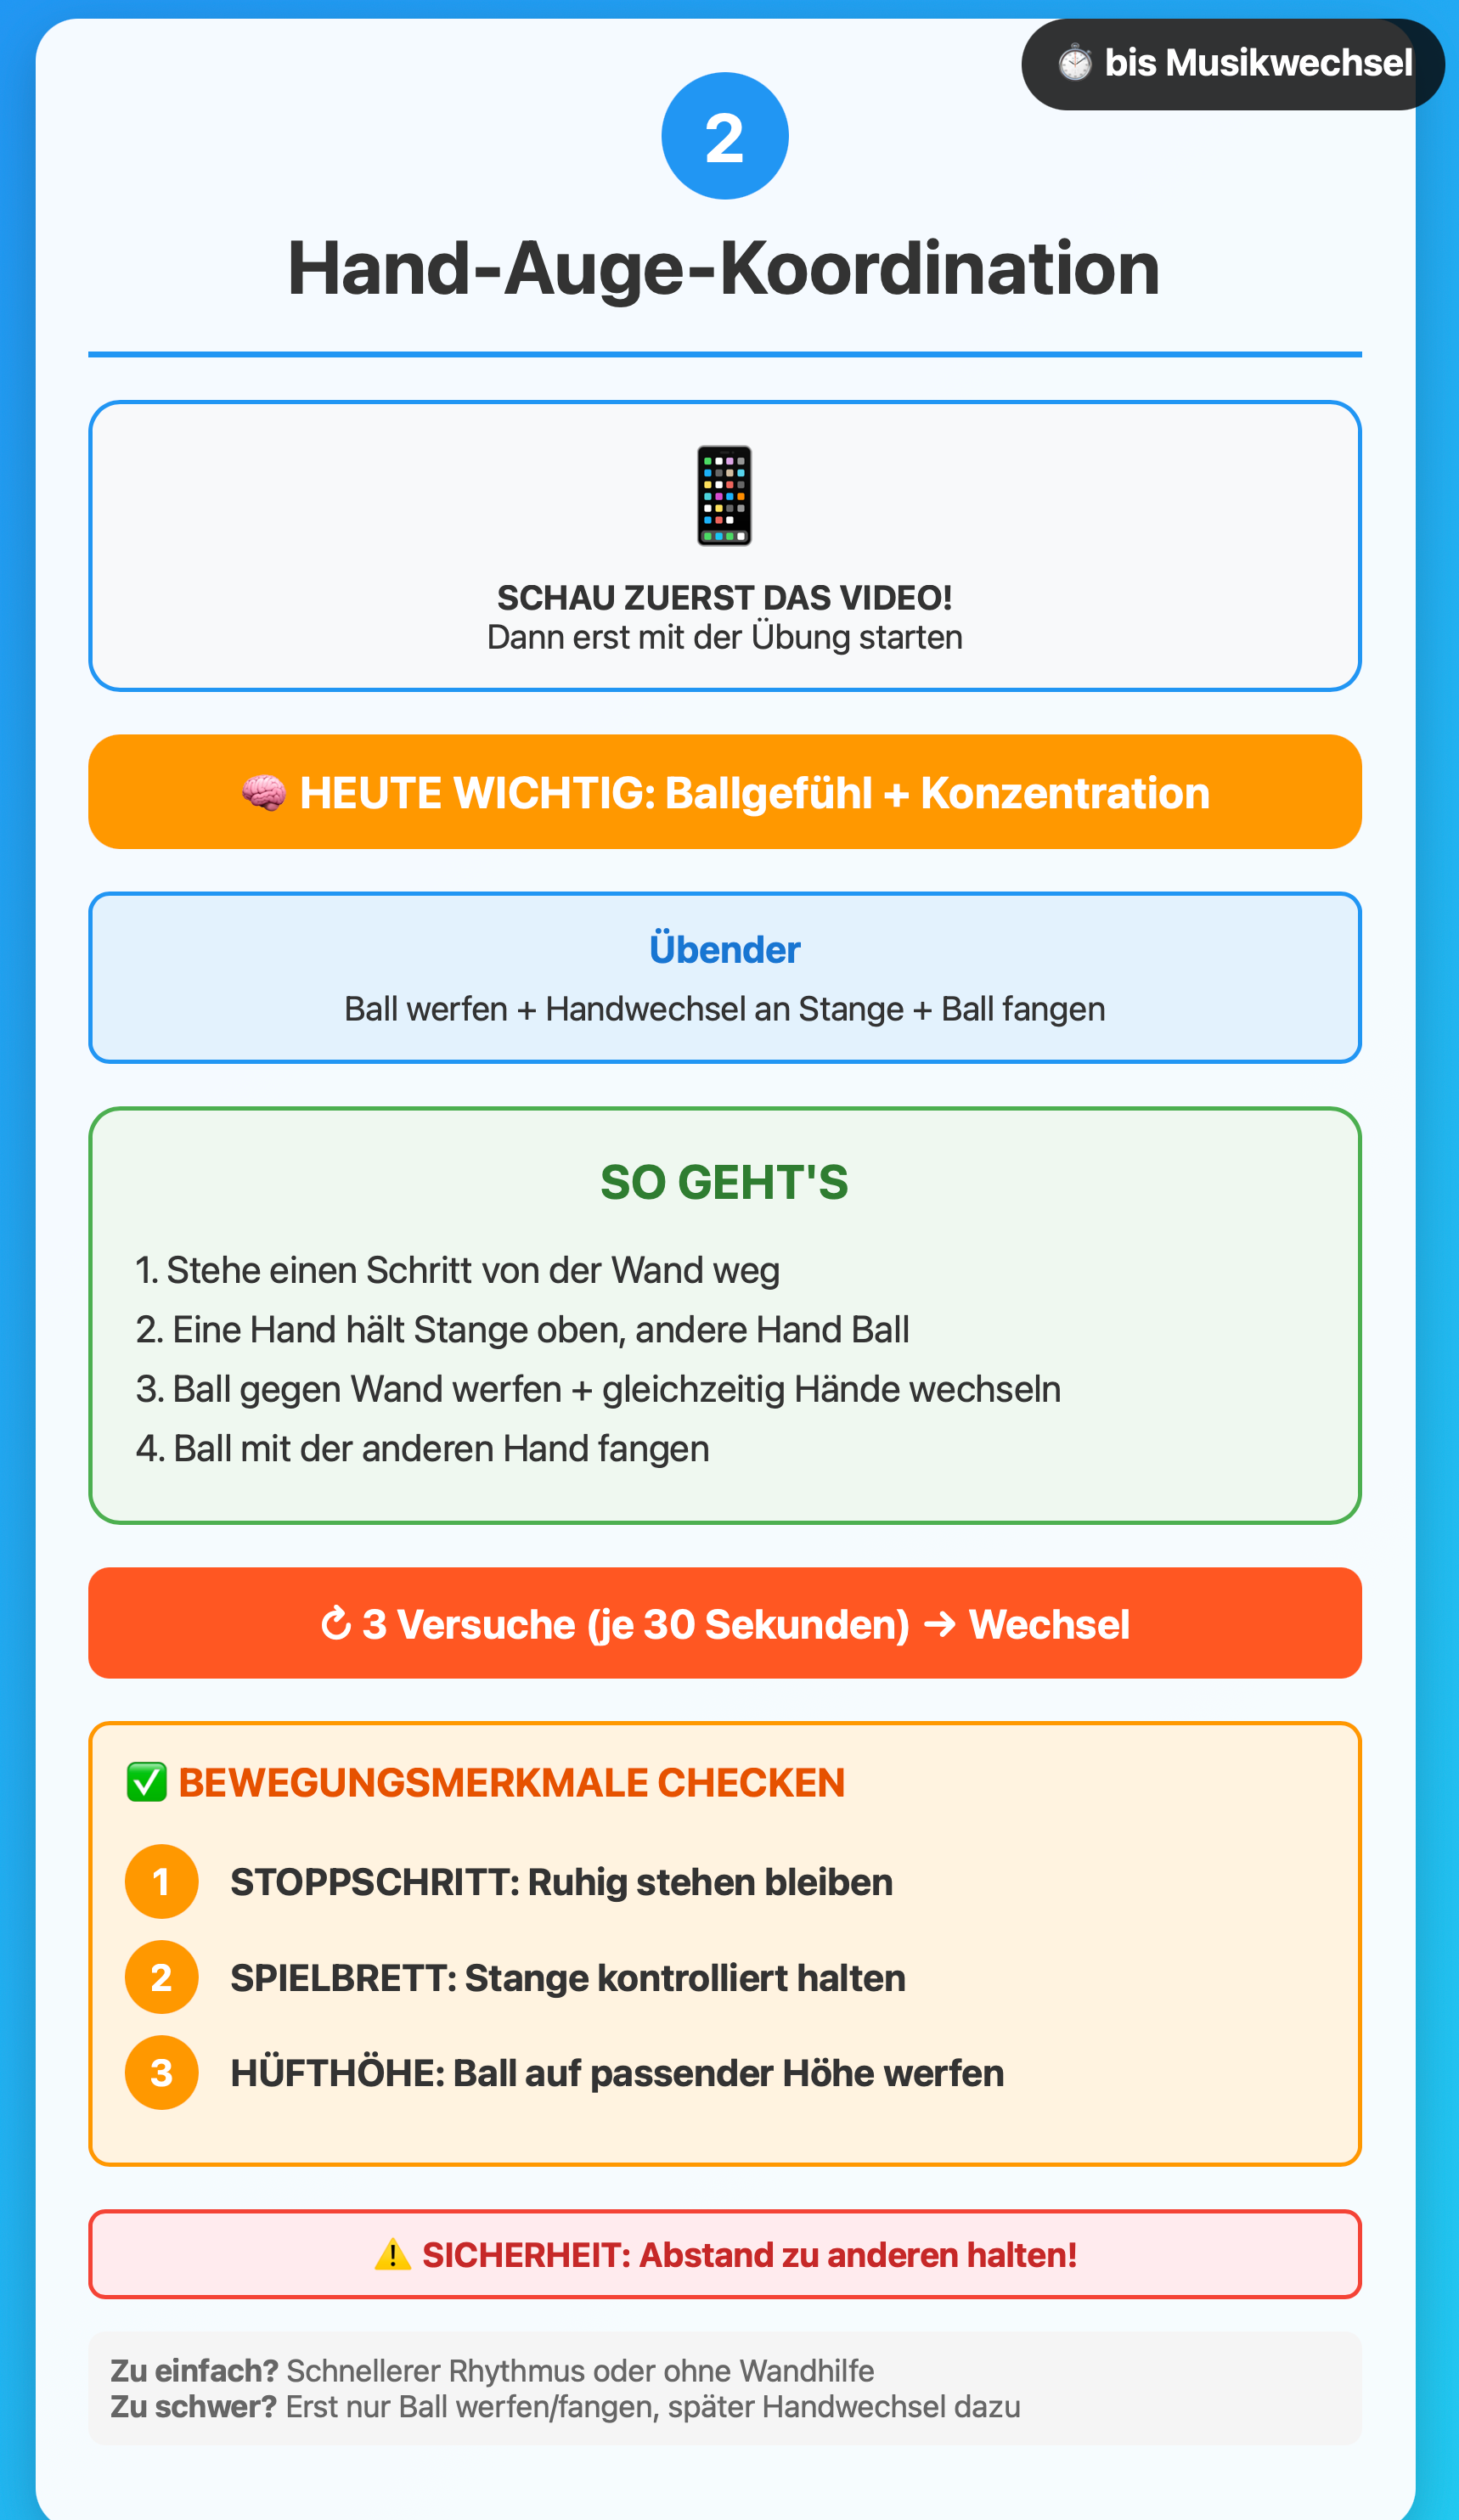 ⏱️ bis Musikwechsel
2
Hand-Auge-Koordination
SCHAU ZUERST DAS VIDEO!
Dann erst mit der Übung starten
🧠 HEUTE WICHTIG: Ballgefühl + Konzentration
Übender
Ball werfen + Handwechsel an Stange + Ball fangen
SO GEHT'S
1. Stehe einen Schritt von der Wand weg
2. Eine Hand hält Stange oben, andere Hand Ball
3. Ball gegen Wand werfen + gleichzeitig Hände wechseln
4. Ball mit der anderen Hand fangen
↻ 3 Versuche (je 30 Sekunden) → Wechsel
✅ BEWEGUNGSMERKMALE CHECKEN
1 STOPPSCHRITT: Ruhig stehen bleiben
2 SPIELBRETT: Stange kontrolliert halten
3 HÜFTHÖHE: Ball auf passender Höhe werfen
⚠️ SICHERHEIT: Abstand zu anderen halten!
Zu einfach? Schnellerer Rhythmus oder ohne Wandhilfe
Zu schwer? Erst nur Ball werfen/fangen, später Handwechsel dazu